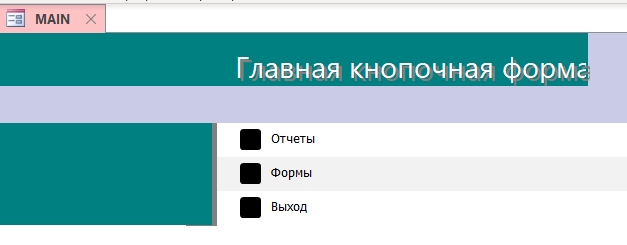 MAIN
Главная кнопочная форма
Отчеты
Формы
Выход